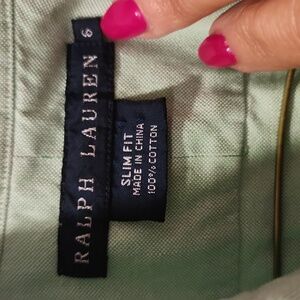 RALPH LAUREN 6
SLIM FIT
MADE IN CHINA
100% COTTON